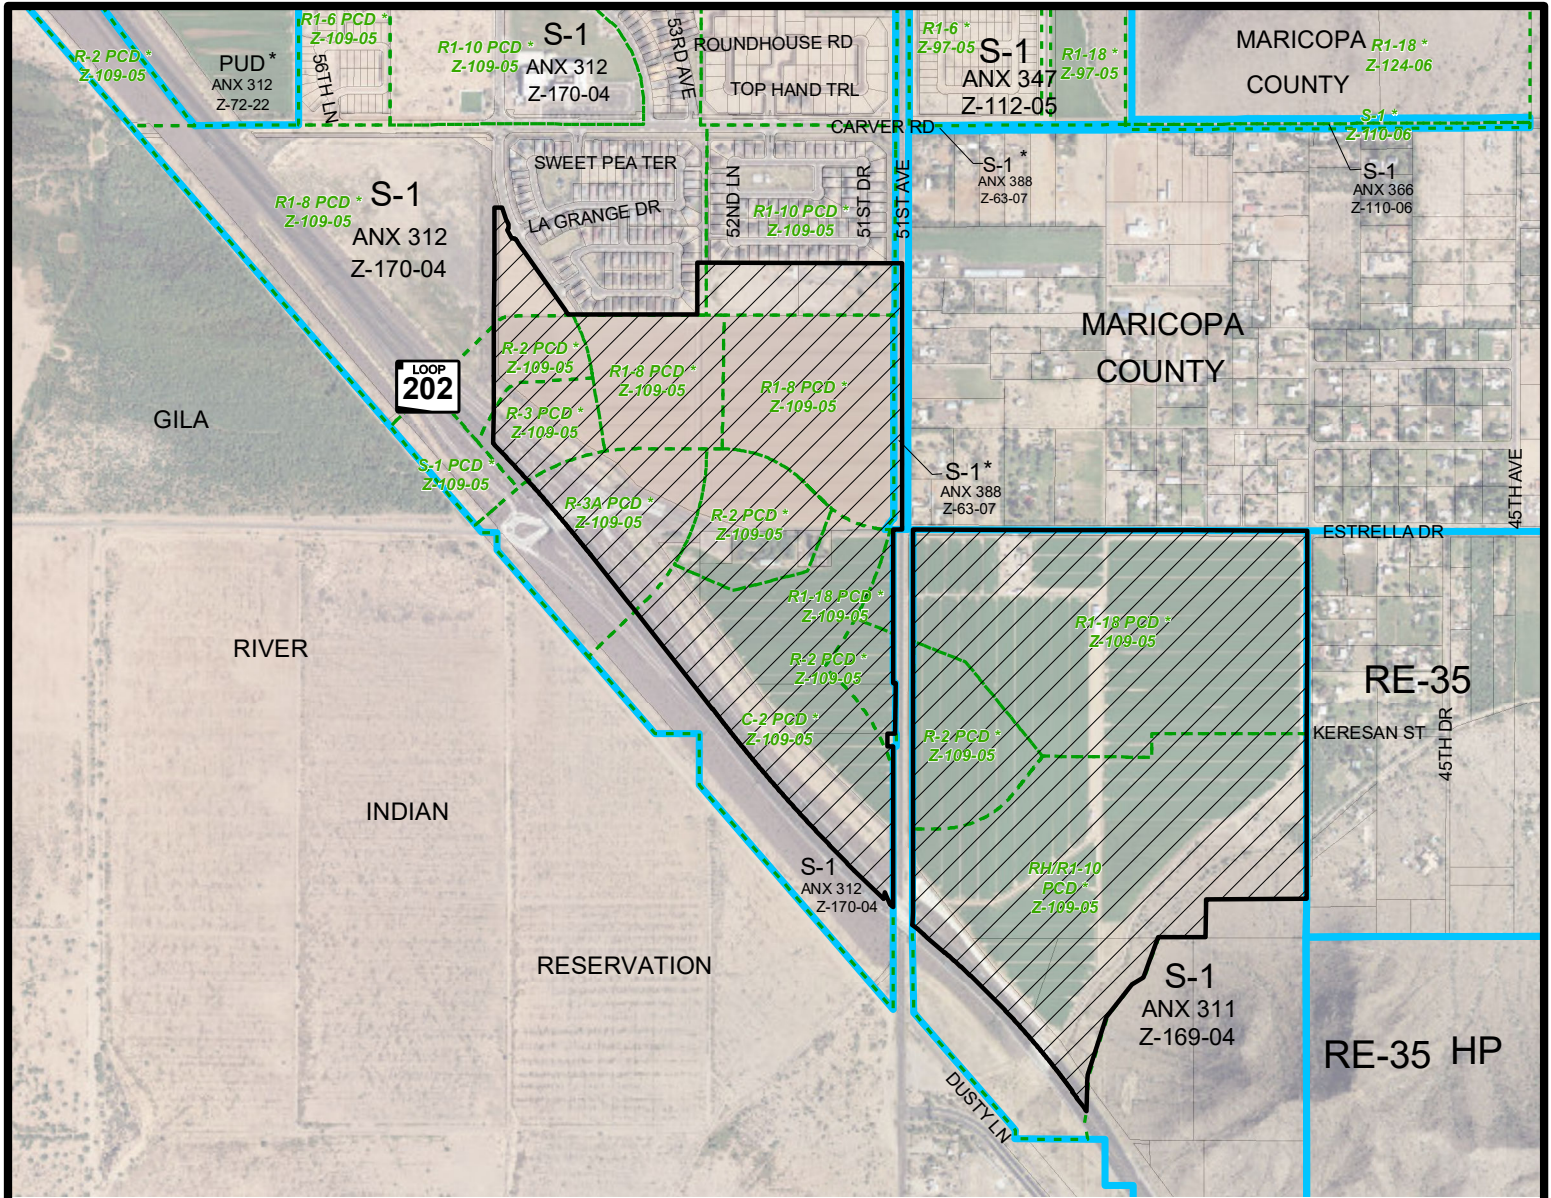 R-2 PCD *
Z-109-05
PUD *
ANX 312
Z-72-22
R1-6 PCD *
Z-109-05
56TH LN
R1-10 PCD *
Z-109-05
S-1
ANX 312
Z-170-04
53RD AVE
ROUNDHOUSE RD
TOP HAND TRL
R1-6 *
Z-97-05
S-1
ANX 347
Z-112-05
R1-18 *
Z-97-05
MARICOPA
COUNTY
R1-18 *
Z-124-06
S-1 *
Z-110-06
CARVER RD
S-1 *
ANX 388
Z-63-07
S-1
ANX 366
Z-110-06
SWEET PEA TER
LA GRANGE DR
52ND LN
R1-10 PCD *
Z-109-05
51ST DR
51ST AVE
R1-8 PCD *
Z-109-05
S-1
ANX 312
Z-170-04
MARICOPA
COUNTY
LOOP
202
GILA
R-2 PCD *
Z-109-05
R1-8 PCD *
Z-109-05
R1-8 PCD *
Z-109-05
R-3 PCD *
Z-109-05
S-1 PCD *
Z-109-05
S-1 *
ANX 388
Z-63-07
45TH AVE
R-3A PCD *
Z-109-05
R-2 PCD *
Z-109-05
ESTRELLA DR
R1-18 PCD *
Z-109-05
R1-18 PCD *
Z-109-05
RIVER
R-2 PCD *
Z-109-05
RE-35
C-2 PCD *
Z-109-05
R-2 PCD *
Z-109-05
KERESAN ST
45TH DR
INDIAN
S-1
ANX 312
Z-170-04
RH/R1-10
PCD *
Z-109-05
RESERVATION
S-1
ANX 311
Z-169-04
RE-35 HP
DUSTY LN